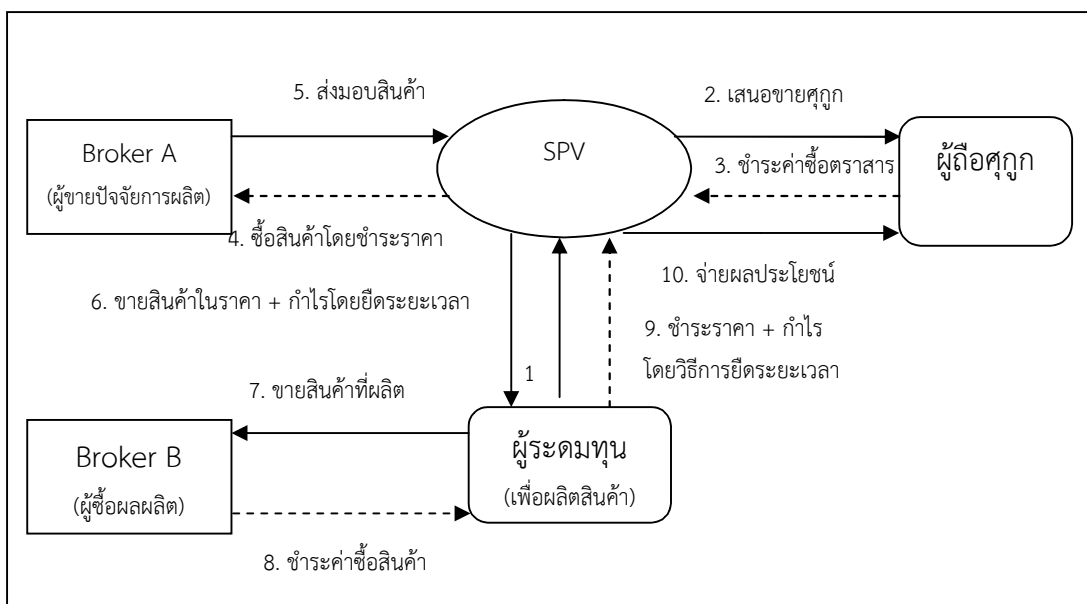 5. ส่งมอบสินค้า
2. เสนอขายศุกูก
Broker A
(ผู้ขายปัจจัยการผลิต)
SPV
3. ชำระค่าซื้อตราสาร
ผู้ถือศุกูก
4. ซื้อสินค้าโดยชำระราคา
10. จ่ายผลประโยชน์
6. ขายสินค้าในราคา + กำไรโดยยืดระยะเวลา
9. ชำระราคา + กำไร
โดยวิธีการยืดระยะเวลา
1
7. ขายสินค้าที่ผลิต
Broker B
(ผู้ซื้อผลผลิต)
ผู้ระดมทุน
(เพื่อผลิตสินค้า)
8. ชำระค่าซื้อสินค้า